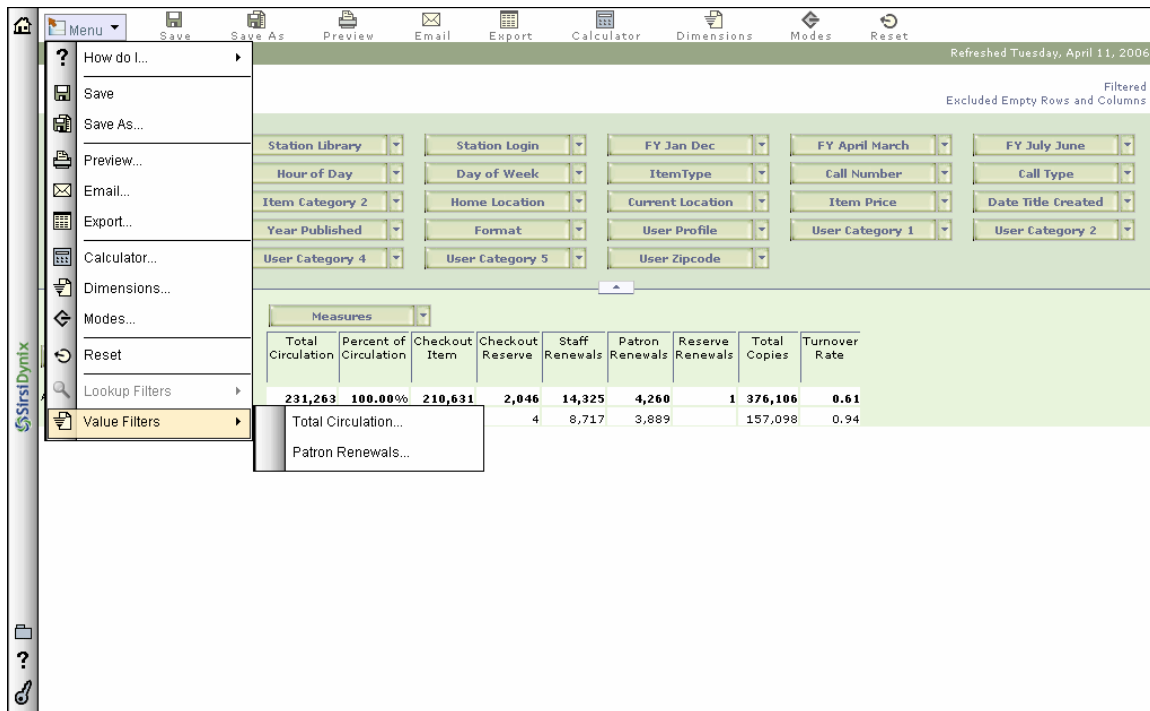 Menu Save Save As Preview Email Export Calculator Dimensions Modes Reset
Refreshed Tuesday, April 11, 2006
? How do I...
Save
Filtered
Excluded Empty Rows and Columns
Save As...
Preview...
Email...
Export...
Calculator...
Dimensions...
Modes...
Reset
Lookup Filters
Value Filters
Total Circulation...
Patron Renewals...
Station Library Station Login FY Jan Dec FY April March FY July June
Hour of Day Day of Week ItemType Call Number Call Type
Item Category 2 Home Location Current Location Item Price Date Title Created
Year Published Format User Profile User Category 1 User Category 2
User Category 4 User Category 5 User Zipcode
Measures
Total Percent of Checkout Checkout Staff Patron Reserve Total Turnover
Circulation Circulation Item Reserve Renewals Renewals Renewals Copies Rate
231,263 100.00% 210,631 2,046 14,325 4,260 1 376,106 0.61
4 8,717 3,889 157,098 0.94
SirsiDynix
?